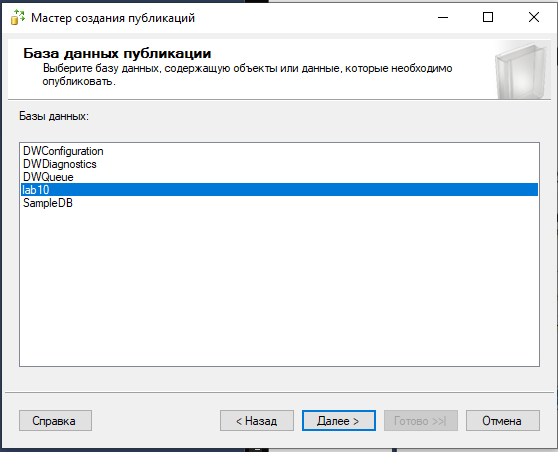 Мастер создания публикаций
База данных публикации
Выберите базу данных, содержащую объекты или данные, которые необходимо
опубликовать.
Базы данных:
DWConfiguration
DWDiagnostics
DWQueue
lab10
SampleDB
Справка
< Назад
Далее >
Готово >>|
Отмена